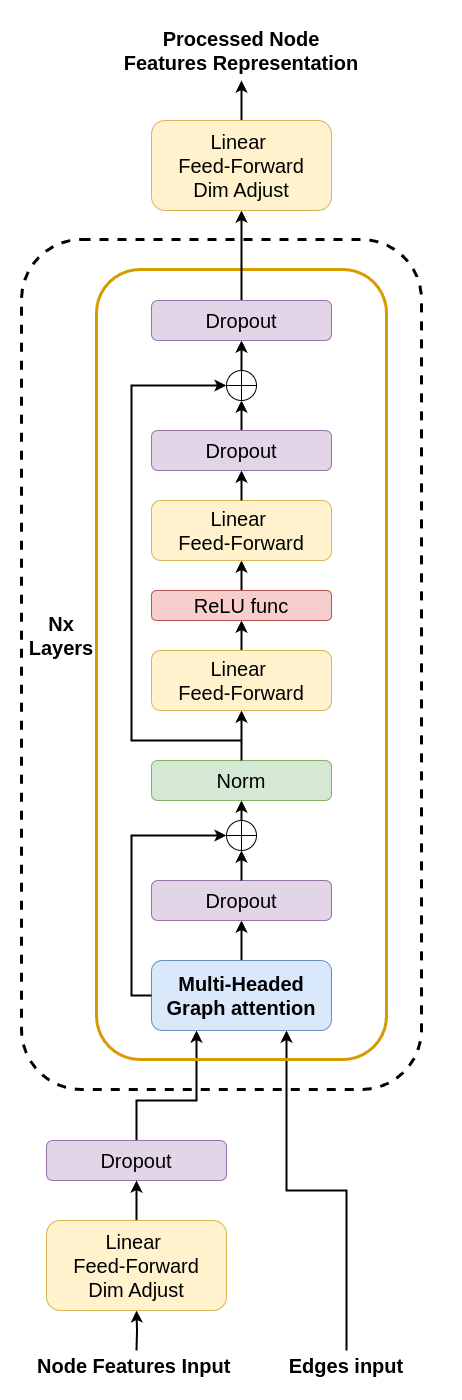 Processed Node
Features Representation
Linear
Feed-Forward
Dim Adjust
Dropout
Dropout
Linear
Feed-Forward
ReLU func
Nx
Layers
Linear
Feed-Forward
Norm
Dropout
Multi-Headed
Graph attention
Dropout
Linear
Feed-Forward
Dim Adjust
Node Features Input
Edges input